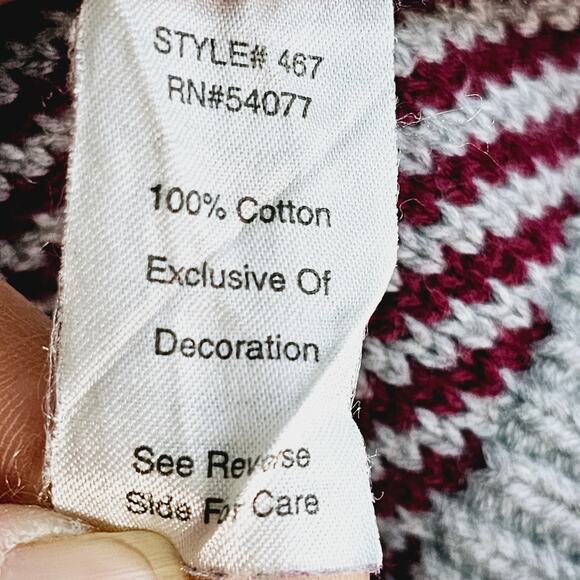 STYLE# 467
RN#54077
100% Cotton
Exclusive Of
Decoration
See Reverse
Side For Care